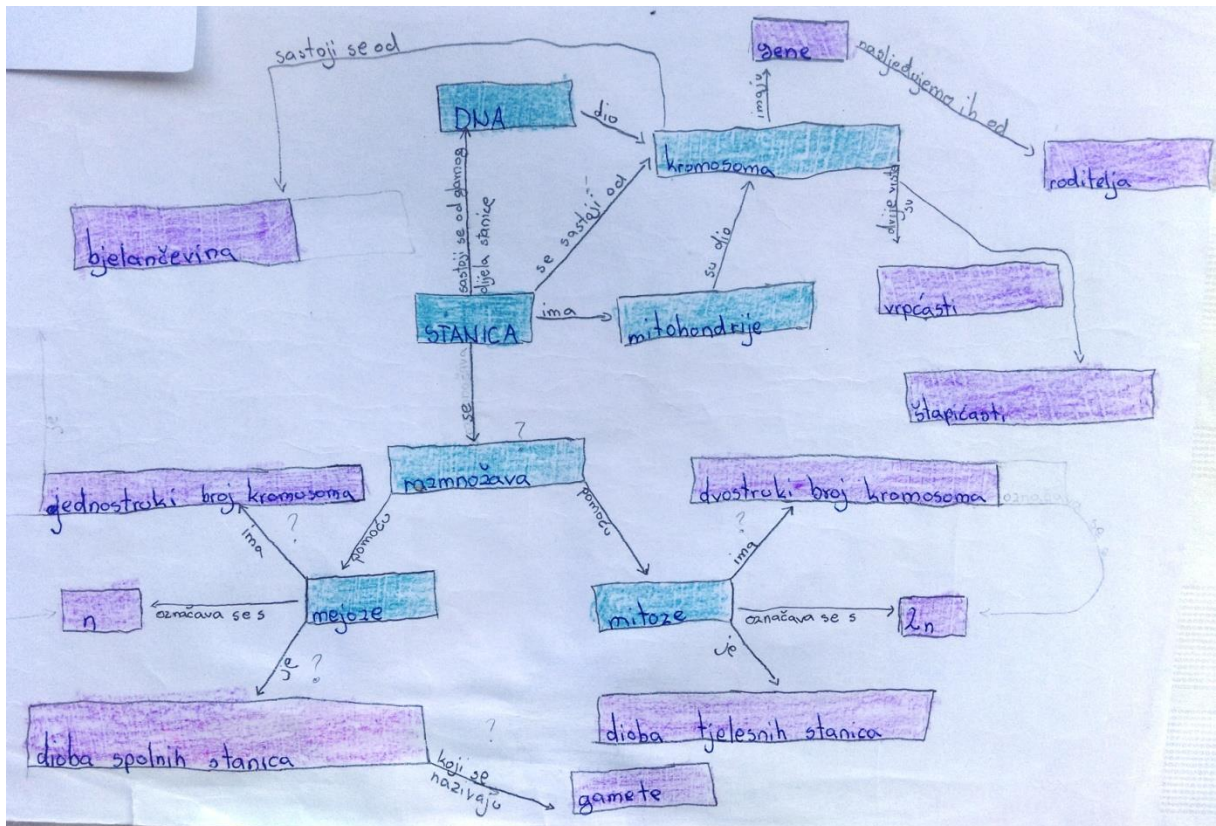 gene
sastoji se od
nasljeđujemo ih od
imaju
DNA
dio
kromosoma
roditelja
sastoji se od glavnog
dijela stanice
se sastoji od
dvije vrste
su
bjelančevina
su dio
vrpćasti
STANICA
ima
mitohondrije
štapićasti
se
?
razmnožava
jednostruki broj kromosoma
dvostruki broj kromosoma
označava
?
pomoću
pomoću
?
ima
ima
n
označava se s
mejoze
mitoze
označava se s
2n
je
?
je
dioba spolnih stanica
?
dioba tjelesnih stanica
koji se
nazivaju
gamete